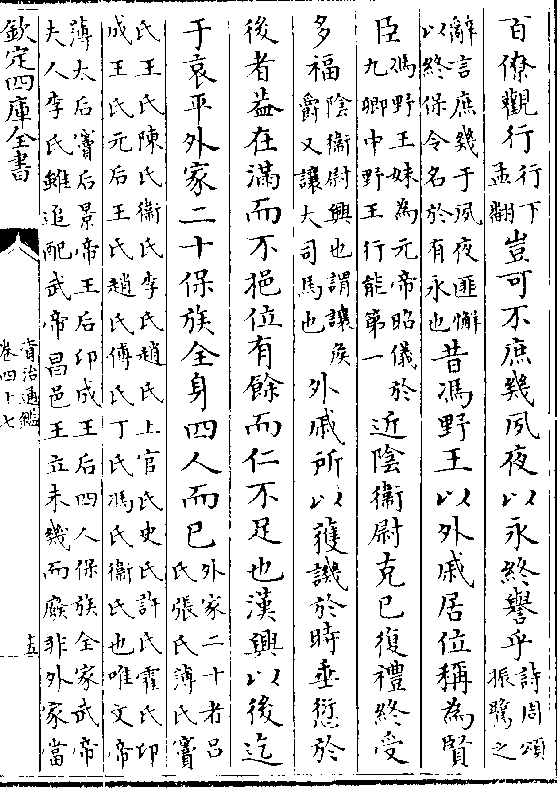 百僚觀行行下孟翻豈可不庶幾夙夜以永終譽乎詩周頌振鷺之
辭言庶幾于夙夜匪懈以終保令名於有永也昔馮野王以外戚居位稱為賢
臣馮野王妹為元帝昭儀於九卿中野王行能第一近陰衛尉克己復禮終受
多福陰衛尉興也謂讓侯爵又讓大司馬也外戚所以獲譏於時垂愆於
後者葢在滿而不挹位有餘而仁不足也漢興以後迄
于哀平外家二十保族全身四人而已外家二十者呂氏張氏薄氏竇
氏王氏陳氏衞氏李氏趙氏上官氏史氏許氏霍氏卭成王氏元后王氏趙氏傅氏丁氏馮氏衛氏也唯文帝
薄太后竇后景帝王后卭成王后四人保族全家武帝夫人李氏雖追配武帝昌邑王立未幾而廢非外家當
欽定四庫全書
資治通鑑
卷四十七
十五